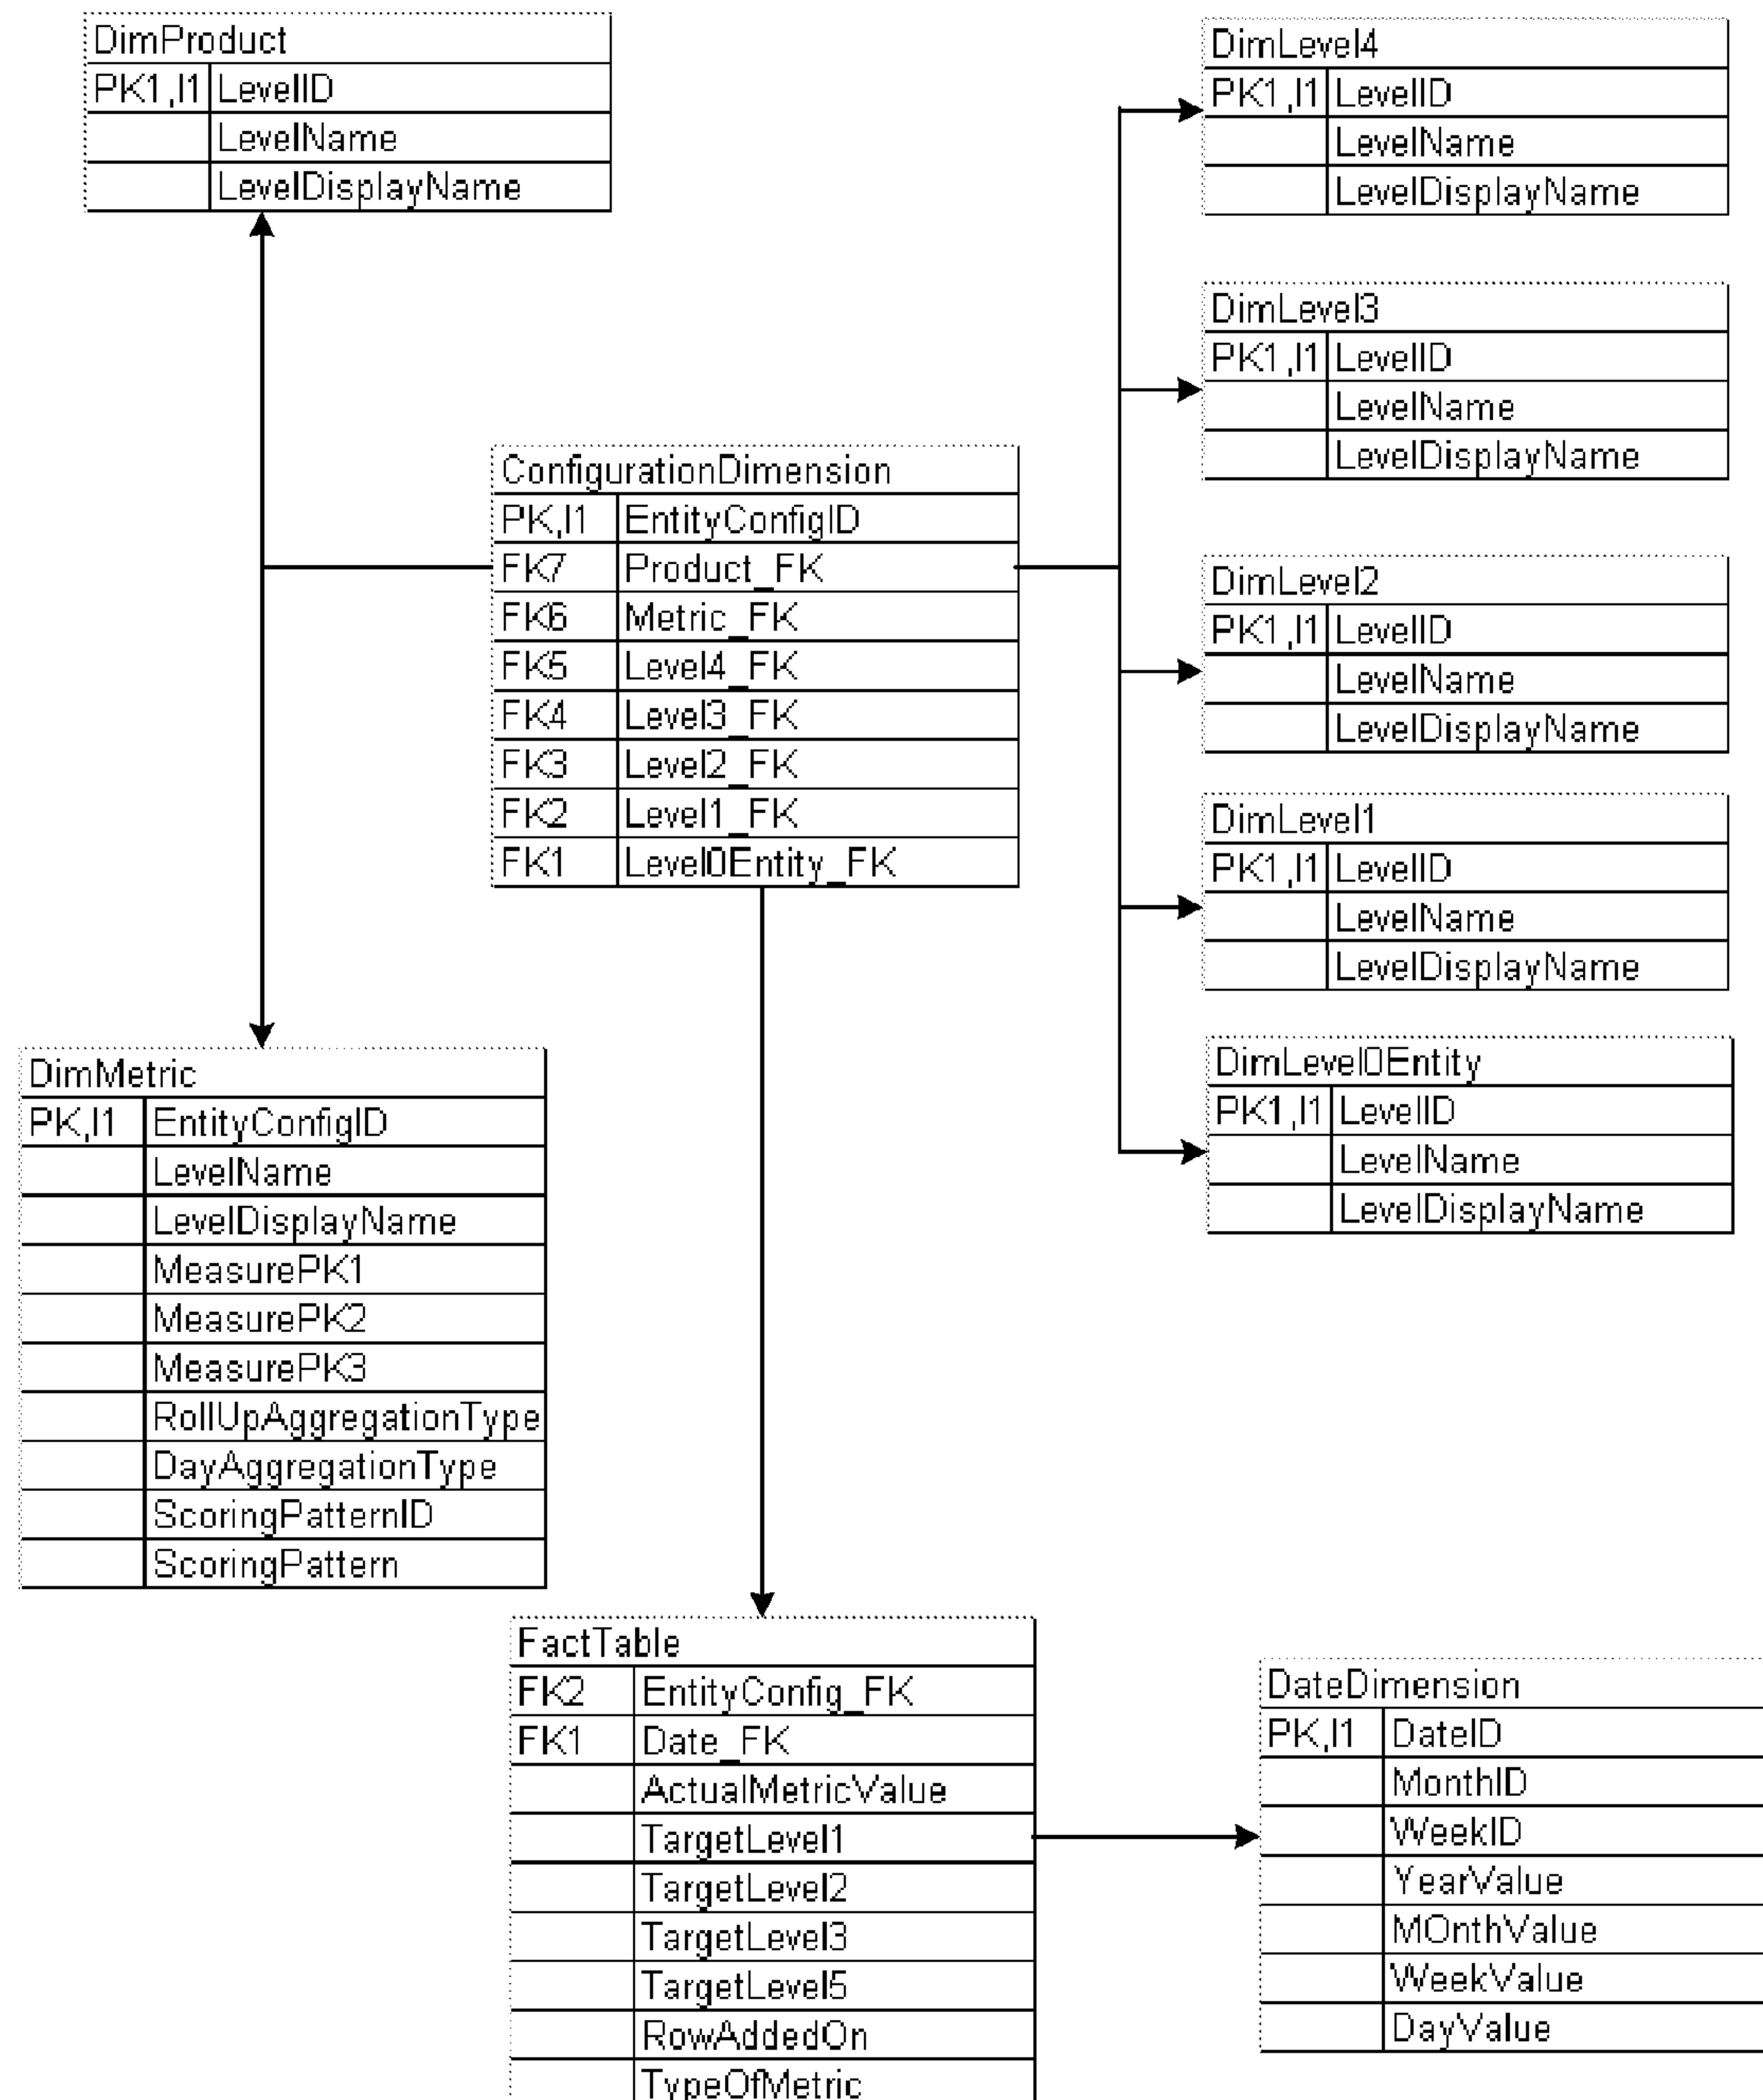 DimProduct
PK1,I1 LevelID
LevelName
LevelDisplayName
DimLevel4
PK1,I1 LevelID
LevelName
LevelDisplayName
DimLevel3
PK1,I1 LevelID
LevelName
LevelDisplayName
ConfigurationDimension
PK,I1 EntityConfigID
FK7 Product_FK
FK6 Metric_FK
FK5 Level4_FK
FK4 Level3_FK
FK3 Level2_FK
FK2 Level1_FK
FK1 Level0Entity_FK
DimLevel2
PK1,I1 LevelID
LevelName
LevelDisplayName
DimLevel1
PK1,I1 LevelID
LevelName
LevelDisplayName
DimLevel0Entity
PK1,I1 LevelID
LevelName
LevelDisplayName
DimMetric
PK,I1 EntityConfigID
LevelName
LevelDisplayName
MeasurePK1
MeasurePK2
MeasurePK3
RollUpAggregationType
DayAggregationType
ScoringPatternID
ScoringPattern
FactTable
FK2 EntityConfig_FK
FK1 Date_FK
ActualMetricValue
TargetLevel1
TargetLevel2
TargetLevel3
TargetLevel5
RowAddedOn
TypeOfMetric
DateDimension
PK,I1 DateID
MonthID
WeekID
YearValue
MOnthValue
WeekValue
DayValue